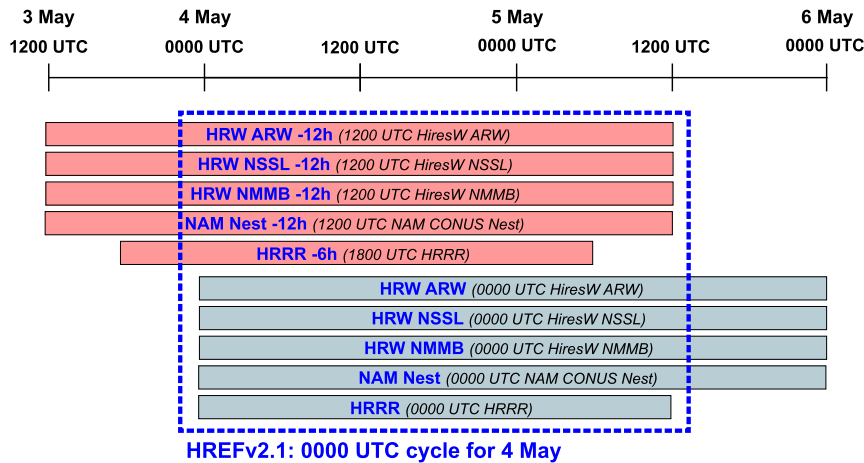 3 May 4 May 5 May 6 May
1200 UTC 0000 UTC 1200 UTC 0000 UTC 1200 UTC 0000 UTC
HRW ARW -12h (1200 UTC HiresW ARW)
HRW NSSL -12h (1200 UTC HiresW NSSL)
HRW NMMB -12h (1200 UTC HiresW NMMB)
NAM Nest -12h (1200 UTC NAM CONUS Nest)
HRRR -6h (1800 UTC HRRR)
HRW ARW (0000 UTC HiresW ARW)
HRW NSSL (0000 UTC HiresW NSSL)
HRW NMMB (0000 UTC HiresW NMMB)
NAM Nest (0000 UTC NAM CONUS Nest)
HRRR (0000 UTC HRRR)
HREFv2.1: 0000 UTC cycle for 4 May